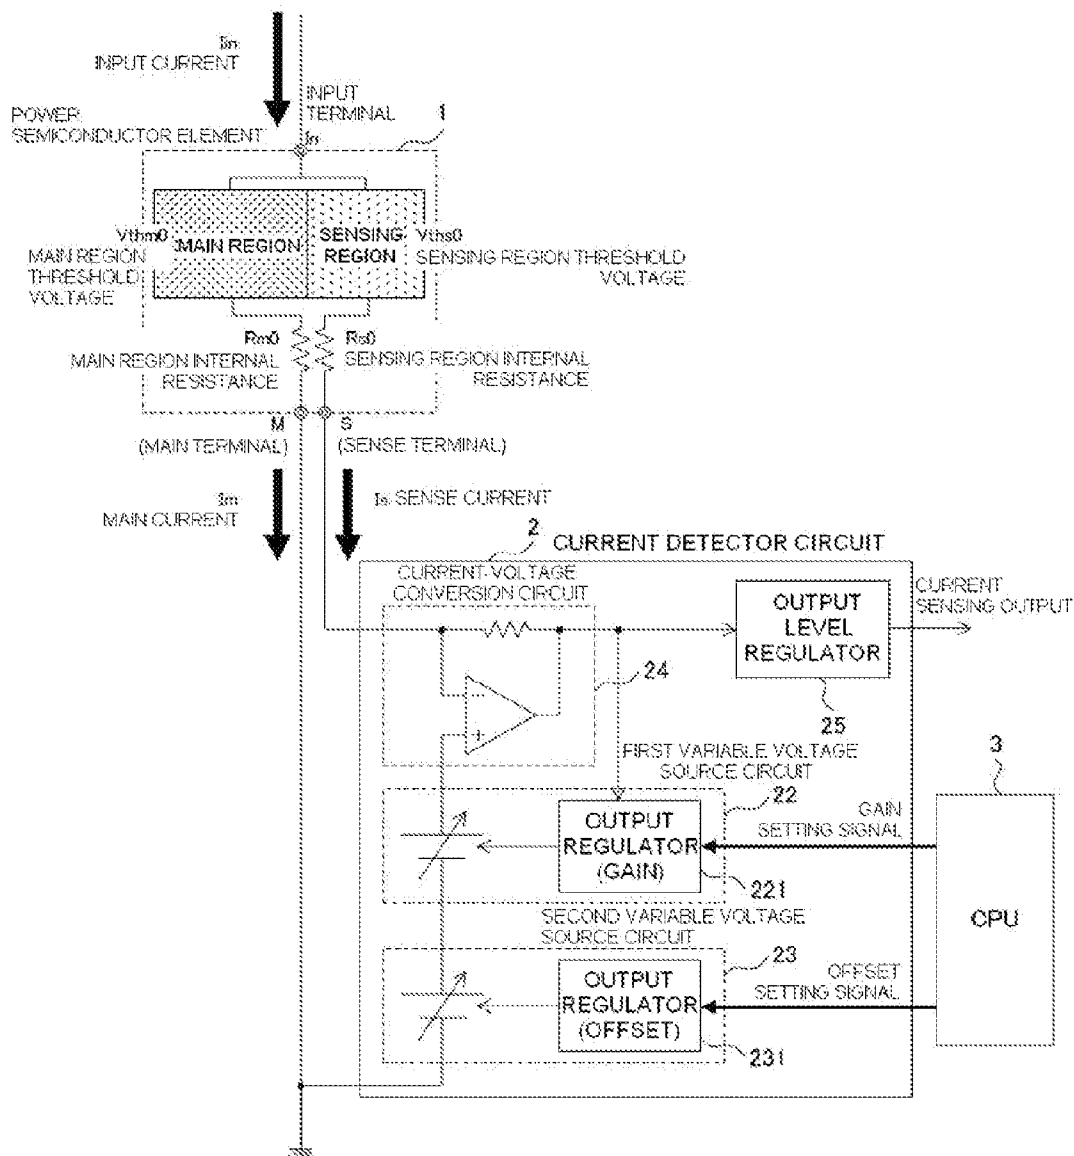 Iin
INPUT CURRENT
INPUT
TERMINAL
POWER
SEMICONDUCTOR ELEMENT
1
In
Vthm0
MAIN REGION
SENSING
REGION
Vths0
MAIN REGION
THRESHOLD
VOLTAGE
SENSING REGION THRESHOLD
VOLTAGE
Rm0
Rs0
MAIN REGION INTERNAL
RESISTANCE
SENSING REGION INTERNAL
RESISTANCE
M
S
(MAIN TERMINAL)
(SENSE TERMINAL)
Im
MAIN CURRENT
Is SENSE CURRENT
2
CURRENT DETECTOR CIRCUIT
CURRENT-VOLTAGE
CONVERSION CIRCUIT
CURRENT
SENSING OUTPUT
OUTPUT
LEVEL
REGULATOR
24
25
−
+
FIRST VARIABLE VOLTAGE
SOURCE CIRCUIT
3
22
GAIN
SETTING SIGNAL
OUTPUT
REGULATOR
(GAIN)
221
CPU
SECOND VARIABLE VOLTAGE
SOURCE CIRCUIT
23
OFFSET
SETTING SIGNAL
OUTPUT
REGULATOR
(OFFSET)
231